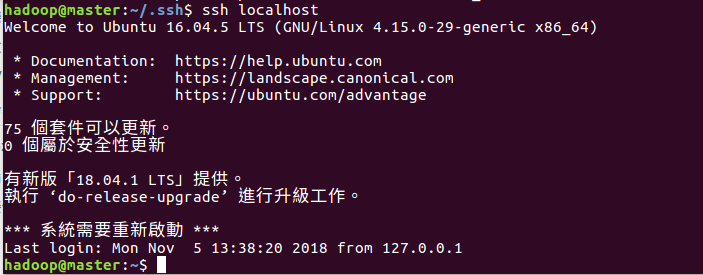 hadoop@master:~/.ssh$ ssh localhost
Welcome to Ubuntu 16.04.5 LTS (GNU/Linux 4.15.0-29-generic x86_64)
* Documentation:  https://help.ubuntu.com
* Management:     https://landscape.canonical.com
* Support:        https://ubuntu.com/advantage
75 個套件可以更新。
0 個屬於安全性更新
有新版「18.04.1 LTS」提供。
執行 ‘do-release-upgrade’ 進行升級工作。
*** 系統需要重新啟動 ***
Last login: Mon Nov  5 13:38:20 2018 from 127.0.0.1
hadoop@master:~$